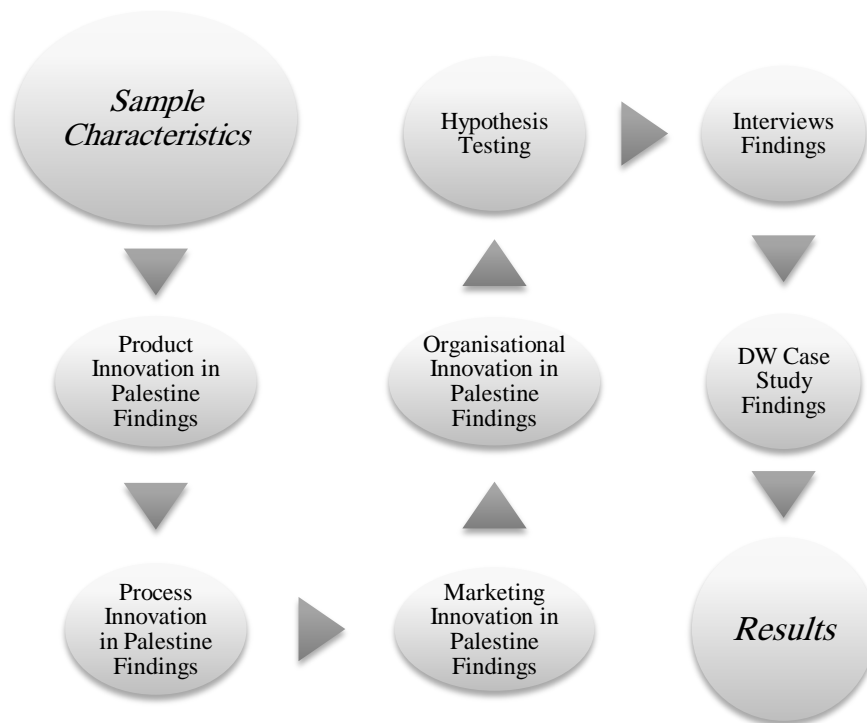 Sample
Characteristics
Product
Innovation in
Palestine
Findings
Process
Innovation
in Palestine
Findings
Marketing
Innovation in
Palestine
Findings
Organisational
Innovation in
Palestine
Findings
Hypothesis
Testing
Interviews
Findings
DW Case
Study
Findings
Results